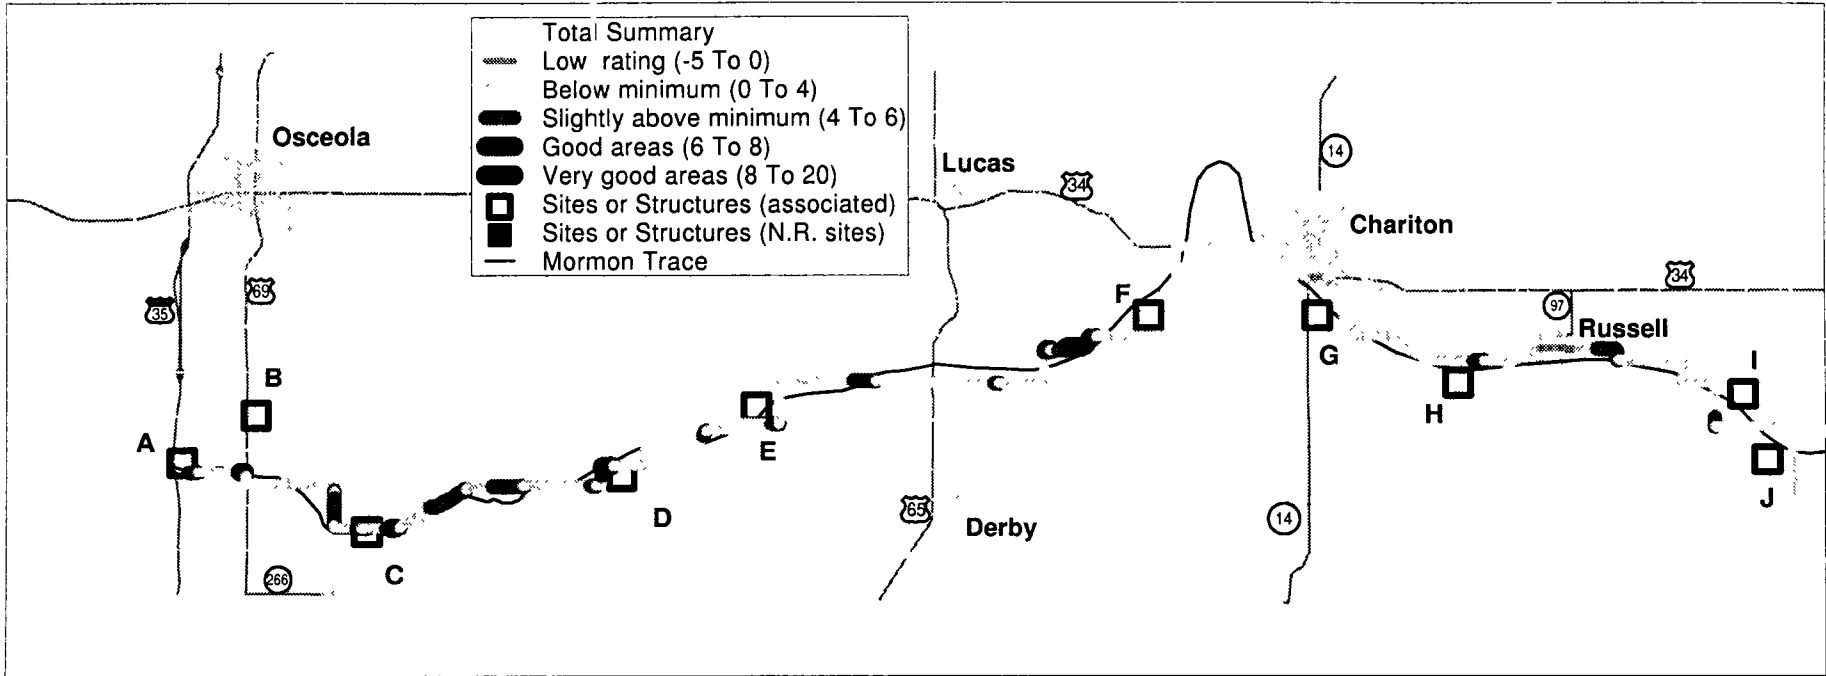 Total Summary
Low rating (-5 To 0)
Below minimum (0 To 4)
Slightly above minimum (4 To 6)
Good areas (6 To 8)
Very good areas (8 To 20)
Sites or Structures (associated)
Sites or Structures (N.R. sites)
Mormon Trace
Osceola
Lucas
14
34
Chariton
69
35
34
F
97
Russell
G
I
B
H
A
E
D
65
Derby
14
J
C
266